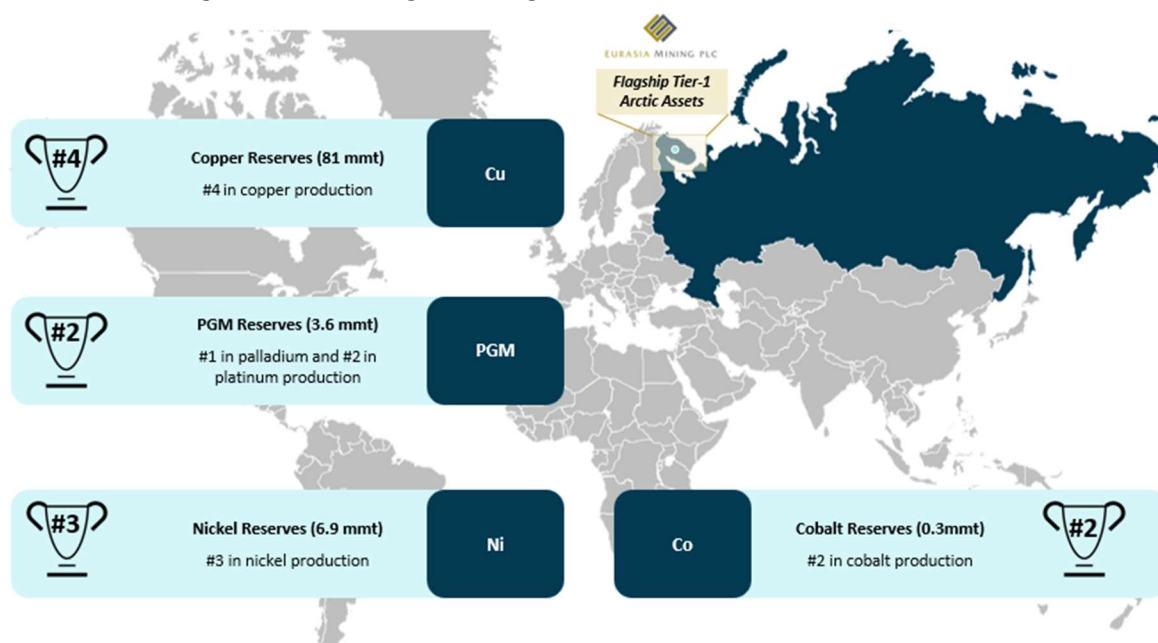 EURASIA MINING PLC
Flagship Tier-1
Arctic Assets
#4
Copper Reserves (81 mmt)
#4 in copper production
Cu
#2
PGM Reserves (3.6 mmt)
#1 in palladium and #2 in
platinum production
PGM
#3
Nickel Reserves (6.9 mmt)
#3 in nickel production
Ni
Co
Cobalt Reserves (0.3mmt)
#2 in cobalt production
#2